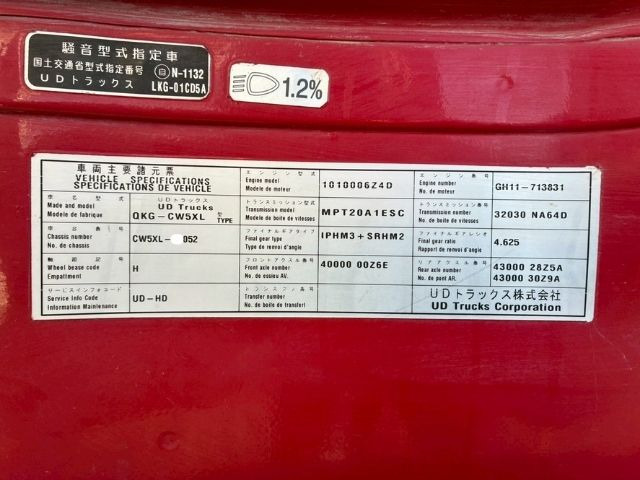 騒音型式指定車
国土交通省型式指定番号 自N-1132
UDトラックス LKG-01CD5A
1.2%
車両主要諸元票
VEHICLE SPECIFICATIONS
SPECIFICATIONS DE VEHICLE
エンジン型式
Engine model
Modele de moteur
1010006Z4D
エンジン番号
Engine number
No. de moteur
GH11-713831
車名型式
Made and model
Modele de fabrique
UDトラックス
UD Trucks
QKG-CW5XL 型 TYPE
トランスミッション型式
Transmission model
Modele de boite de vitesses
MPT20A1ESC
トランスミッション番号
Transmission number
No. de boite de vitesses
32030 NA64D
車台番号
Chassis number
No. de chassis
CW5XL- 052
ファイナルギアタイプ
Final gear type
Type de renvoi d'angle
IPHM3+SRHM2
ファイナルギアレシオ
Final gear ratio
Rapport de renvoi d'angle
4.625
軸距記号
Wheel bease code
Empattement
H
フロントアクスル番号
Front axle number
No. de essieu AV.
40000 00Z6E
リアアクスル番号
Rear axle number
No. de pont AR.
43000 28Z5A
43000 30Z9A
サービスインフォコード
Service Info Code
Information Maintenance
UD-HD
トランスファ番号
Transfer number
No. de boite de transfert
UDトラックス株式会社
UD Trucks Corporation